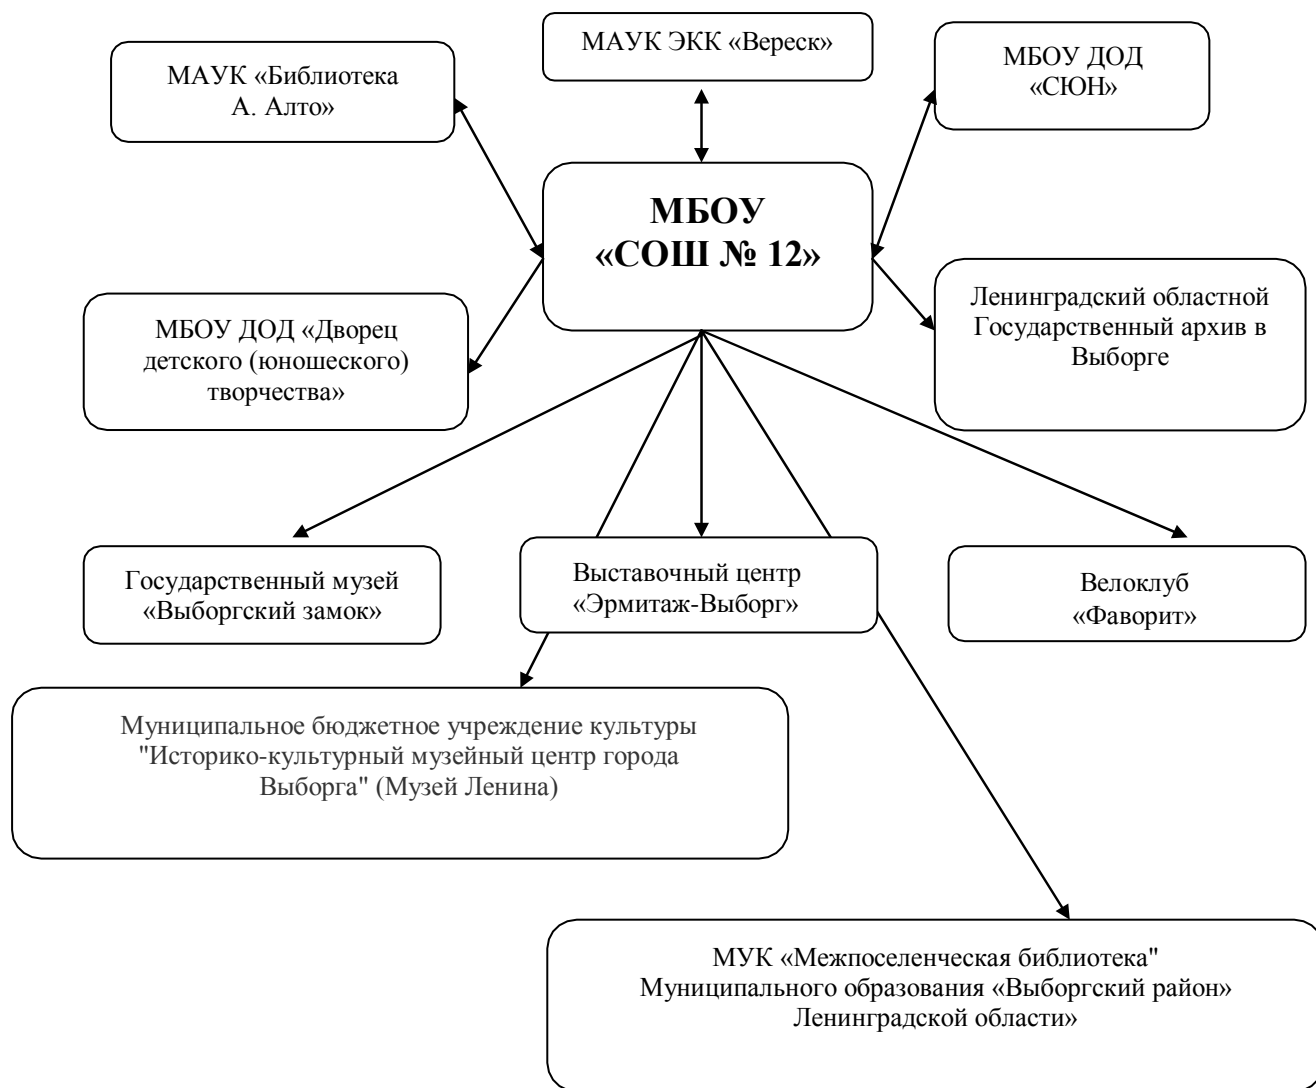 МАУК ЭКК «Вереск»
МАУК «Библиотека
А. Алто»
МБОУ ДОД
«СЮН»
МБОУ
«СОШ № 12»
МБОУ ДОД «Дворец
детского (юношеского)
творчества»
Ленинградский областной
Государственный архив в
Выборге
Государственный музей
«Выборгский замок»
Выставочный центр
«Эрмитаж-Выборг»
Велоклуб
«Фаворит»
Муниципальное бюджетное учреждение культуры
"Историко-культурный музейный центр города
Выборга" (Музей Ленина)
МУК «Межпоселенческая библиотека"
Муниципального образования «Выборгский район»
Ленинградской области»